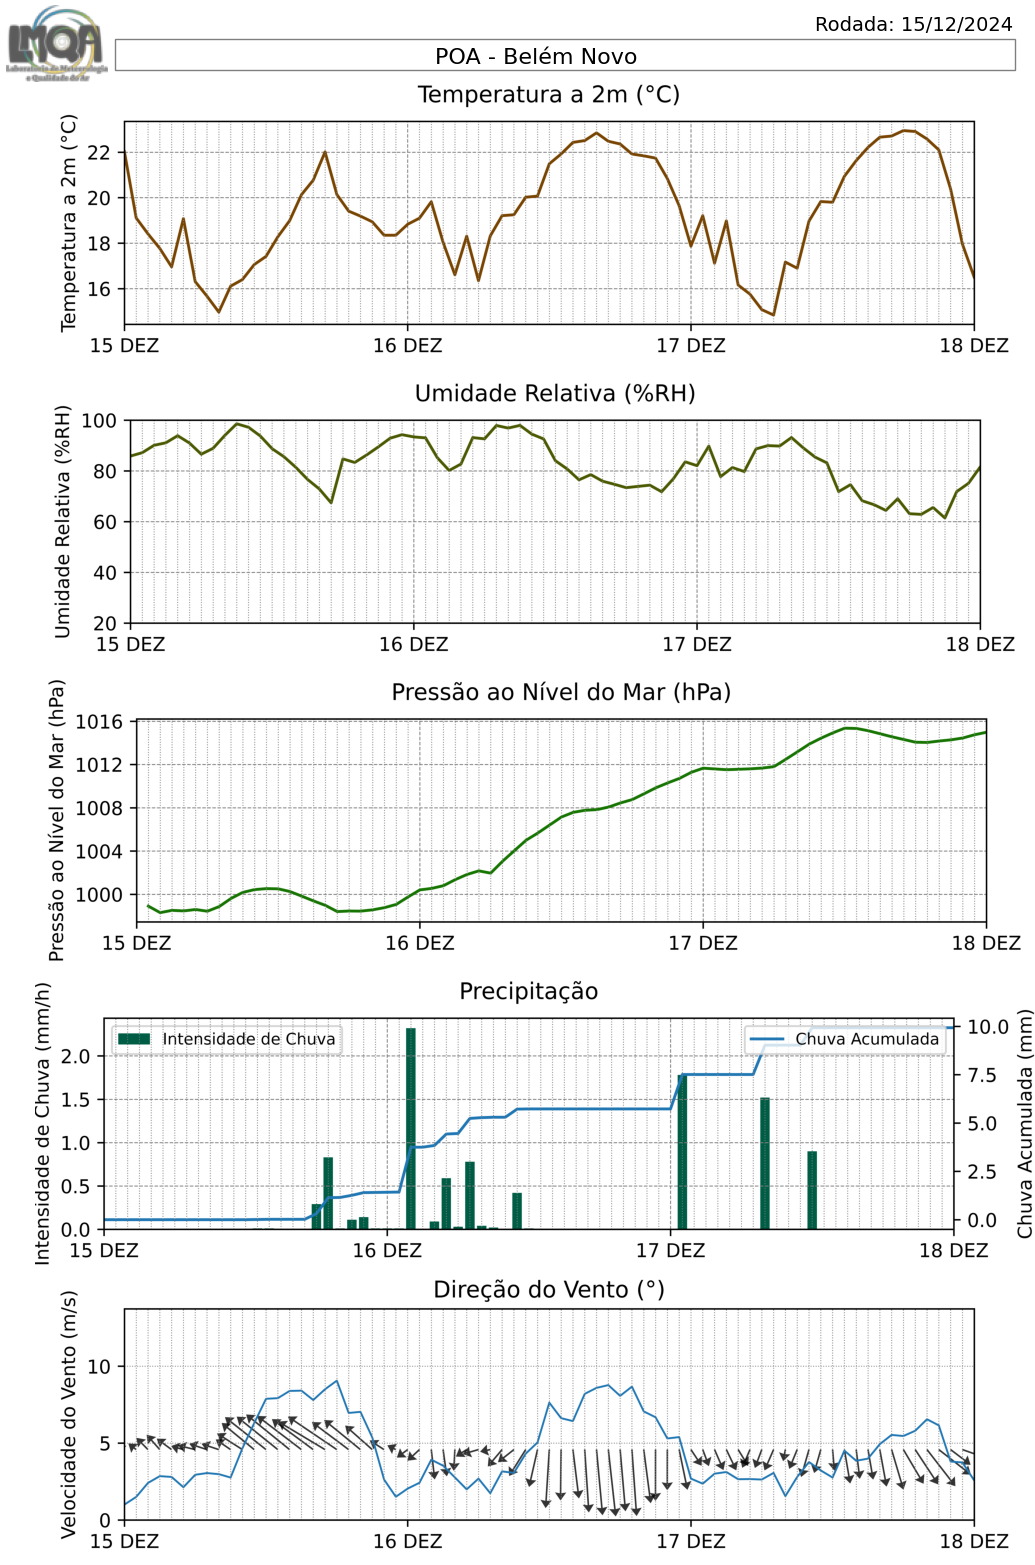 LMQA
Laboratório de Meteorologia
e Qualidade do Ar
Rodada: 15/12/2024
POA - Belém Novo
Temperatura a 2m (°C)
Temperatura a 2m (°C)
22
20
18
16
15 DEZ 16 DEZ 17 DEZ 18 DEZ
Umidade Relativa (%RH)
Umidade Relativa (%RH)
100
80
60
40
20
15 DEZ 16 DEZ 17 DEZ 18 DEZ
Pressão ao Nível do Mar (hPa)
Pressão ao Nível do Mar (hPa)
1016
1012
1008
1004
1000
15 DEZ 16 DEZ 17 DEZ 18 DEZ
Precipitação
Intensidade de Chuva (mm/h)
Intensidade de Chuva
Chuva Acumulada
2.0
1.5
1.0
0.5
0.0
10.0
7.5
5.0
2.5
0.0
Chuva Acumulada (mm)
15 DEZ 16 DEZ 17 DEZ 18 DEZ
Direção do Vento (°)
Velocidade do Vento (m/s)
10
5
0
15 DEZ 16 DEZ 17 DEZ 18 DEZ